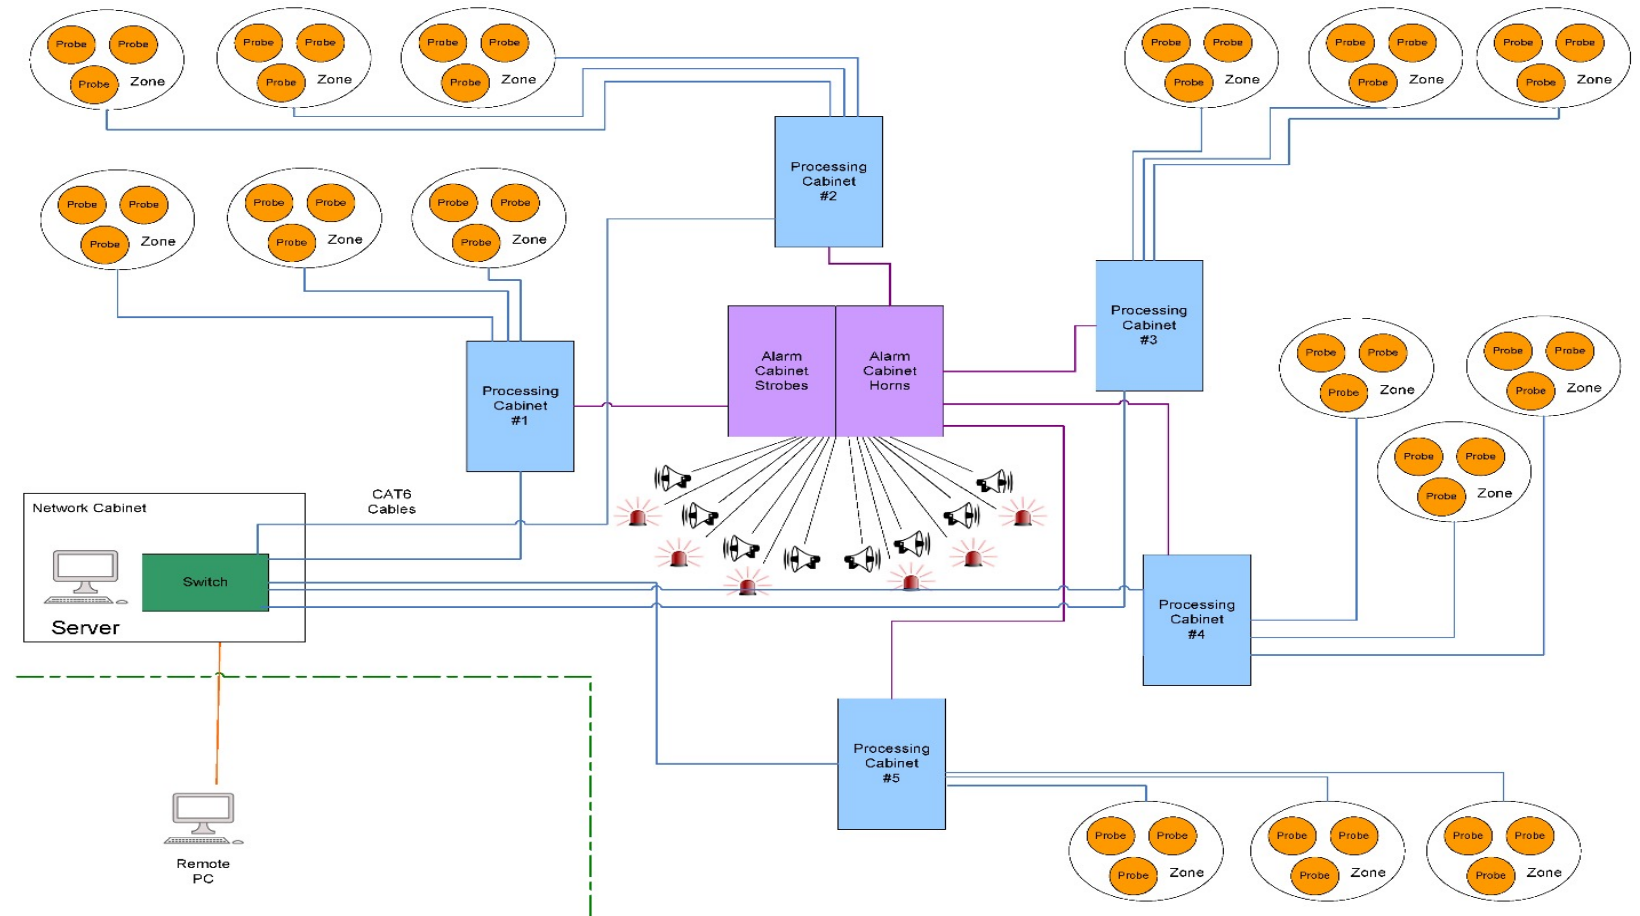 Probe Probe
Probe Zone
Probe Probe
Probe Zone
Probe Probe
Probe Zone
Probe Probe
Probe Zone
Probe Probe
Probe Zone
Probe Probe
Probe Zone
Processing
Cabinet
#2
Probe Probe
Probe Zone
Probe Probe
Probe Zone
Probe Probe
Probe Zone
Processing
Cabinet
#3
Alarm
Cabinet
Strobes
Alarm
Cabinet
Horns
Processing
Cabinet
#1
Probe Probe
Probe Zone
Probe Probe
Probe Zone
Probe Probe
Probe Zone
CAT6
Cables
Network Cabinet
Switch
Server
Processing
Cabinet
#4
Processing
Cabinet
#5
Probe Probe
Probe Zone
Probe Probe
Probe Zone
Probe Probe
Probe Zone
Remote
PC